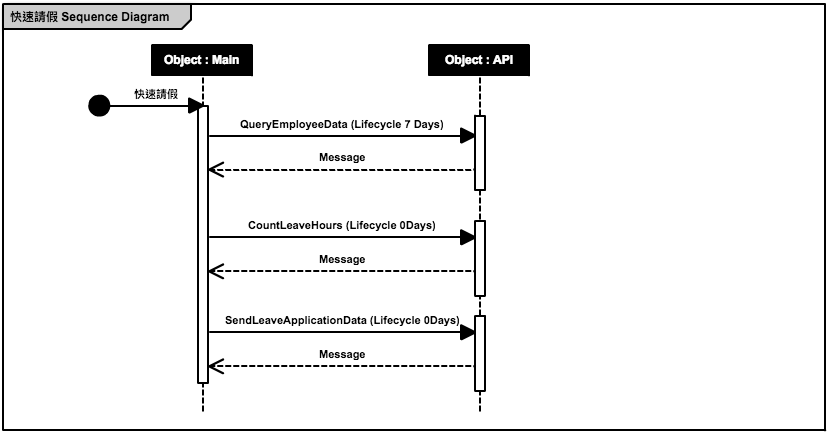 快速請假 Sequence Diagram
Object : Main
Object : API
快速請假
QueryEmployeeData (Lifecycle 7 Days)
Message
CountLeaveHours (Lifecycle 0Days)
Message
SendLeaveApplicationData (Lifecycle 0Days)
Message